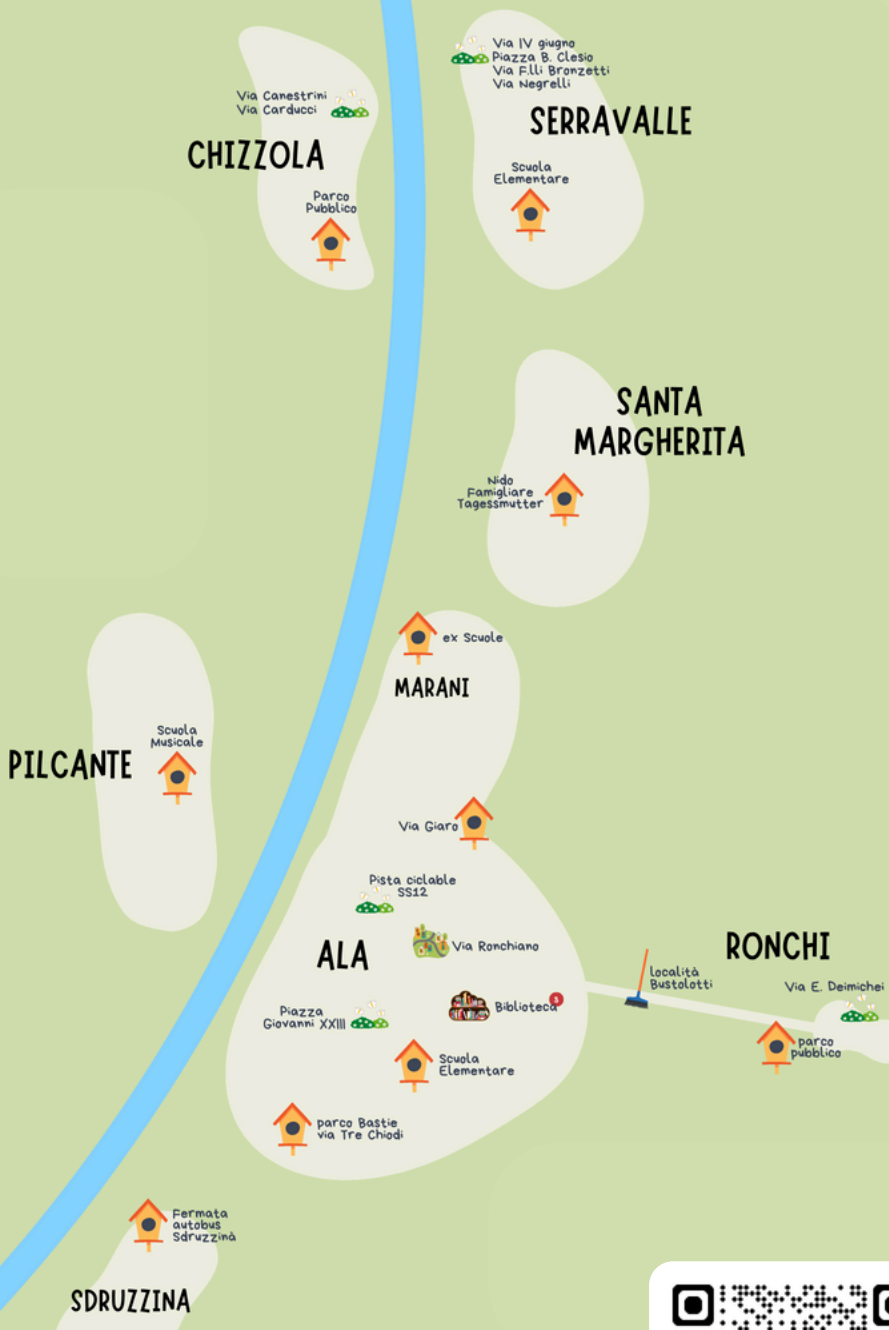 Via IV giugno
Piazza B. Clesio
Via F.lli Bronzetti
Via Negrelli
SERRAVALLE
Via Canestrini
Via Carducci
CHIZZOLA
Scuola
Elementare
Parco
Pubblico
SANTA
MARGHERITA
Nido
Famigliare
Tagessmutter
ex Scuole
MARANI
Scuola
Musicale
PILCANTE
Via Giaro
Pista ciclable
SS12
ALA
Via Ronchiano
RONCHI
località
Bustolotti
Via E. Deimichei
Biblioteca
Piazza
Giovanni XXIII
parco
pubblico
Scuola
Elementare
parco Bastie
via Tre Chiodi
Fermata
autobus
Sdruzzinà
SDRUZZINA